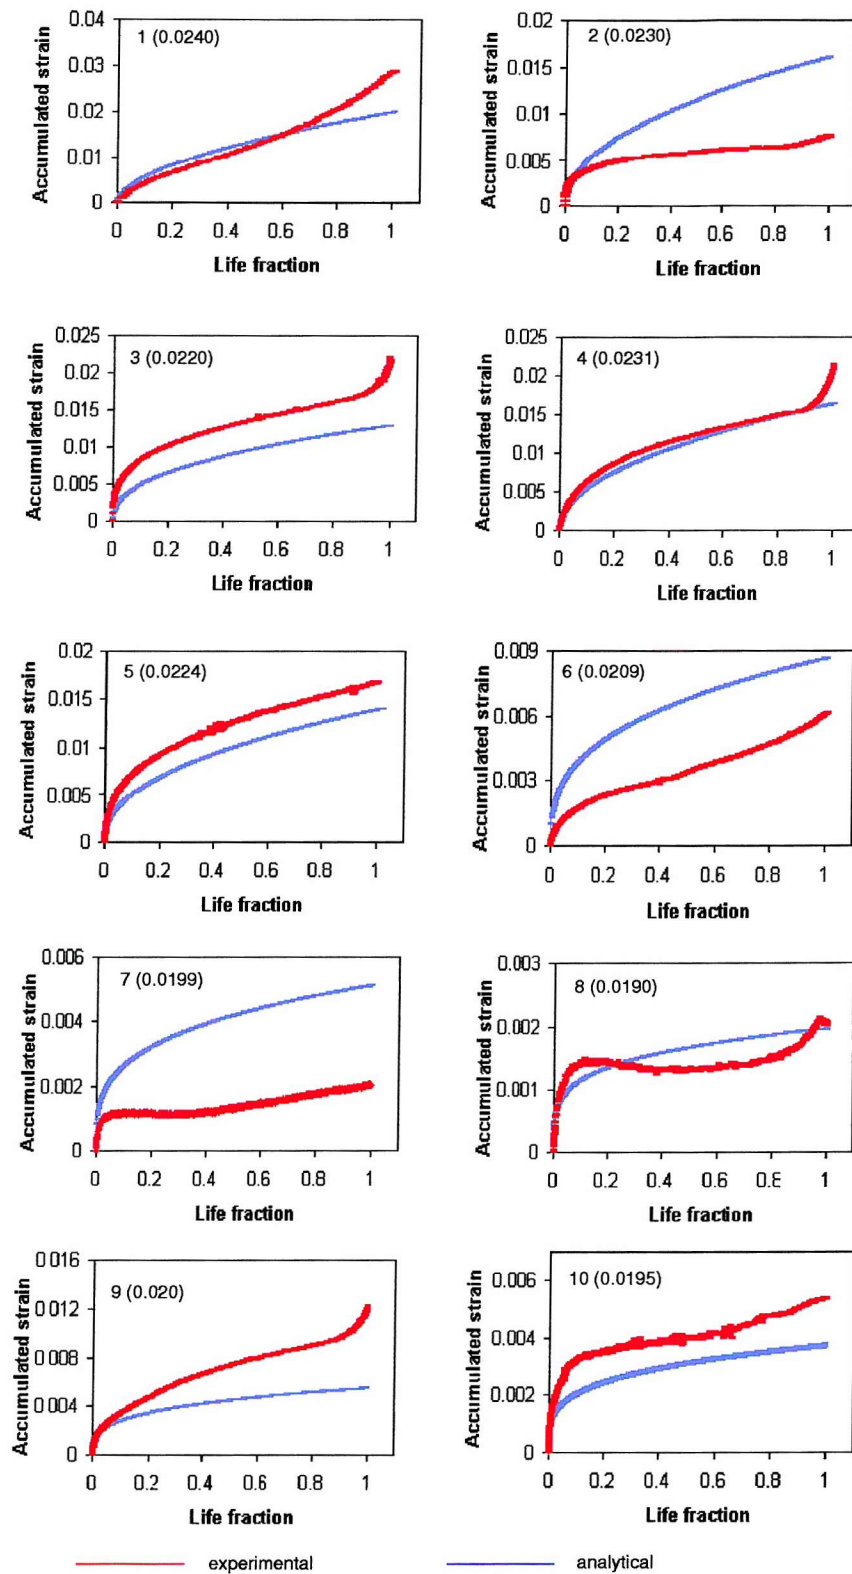 1 (0.0240)
Accumulated strain
0.04
0.03
0.02
0.01
0
0 0.2 0.4 0.6 0.8 1
Life fraction
2 (0.0230)
Accumulated strain
0.02
0.015
0.01
0.005
0
0 0.2 0.4 0.6 0.8 1
Life fraction
3 (0.0220)
Accumulated strain
0.025
0.02
0.015
0.01
0.005
0
0 0.2 0.4 0.6 0.8 1
Life fraction
4 (0.0231)
Accumulated strain
0.025
0.02
0.015
0.01
0.005
0
0 0.2 0.4 0.6 0.8 1
Life fraction
5 (0.0224)
Accumulated strain
0.02
0.015
0.01
0.005
0
0 0.2 0.4 0.6 0.8 1
Life fraction
6 (0.0209)
Accumulated strain
0.009
0.006
0.003
0
0 0.2 0.4 0.6 0.8 1
Life fraction
7 (0.0199)
Accumulated strain
0.006
0.004
0.002
0
0 0.2 0.4 0.6 0.8 1
Life fraction
8 (0.0190)
Accumulated strain
0.003
0.002
0.001
0
0 0.2 0.4 0.6 0.8 1
Life fraction
9 (0.020)
Accumulated strain
0.016
0.012
0.008
0.004
0
0 0.2 0.4 0.6 0.8 1
Life fraction
10 (0.0195)
Accumulated strain
0.006
0.004
0.002
0
0 0.2 0.4 0.6 0.8 1
Life fraction
experimental
analytical